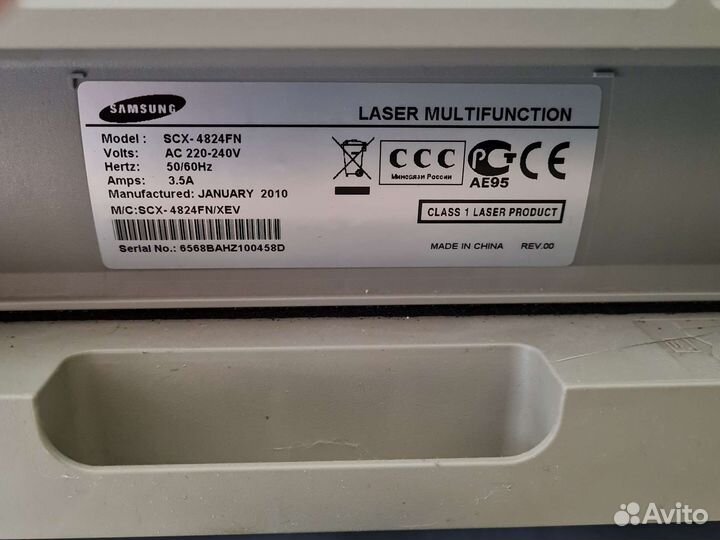 SAMSUNG
LASER MULTIFUNCTION
Model : SCX- 4824FN
Volts: AC 220-240V
Hertz: 50/60Hz
Amps: 3.5A
Manufactured: JANUARY 2010
M/C:SCX- 4824FN/XEV
Serial No.: 6568BAHZ100458D
CCC
Минсвязи России
РСТ
AE95
CE
CLASS 1 LASER PRODUCT
MADE IN CHINA REV.00
Avito